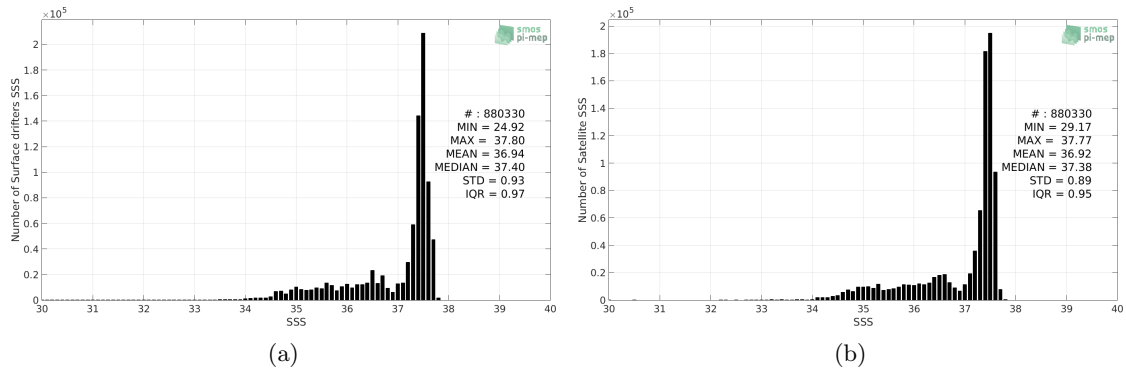 ×10⁵
smos
pi-mep
2
1.8
1.6
1.4
1.2
1
0.8
0.6
0.4
0.2
0
Number of Surface drifters SSS
# : 880330
MIN = 24.92
MAX = 37.80
MEAN = 36.94
MEDIAN = 37.40
STD = 0.93
IQR = 0.97
30 31 32 33 34 35 36 37 38 39 40
SSS
(a)
×10⁵
smos
pi-mep
2
1.8
1.6
1.4
1.2
1
0.8
0.6
0.4
0.2
0
Number of Satellite SSS
# : 880330
MIN = 29.17
MAX = 37.77
MEAN = 36.92
MEDIAN = 37.38
STD = 0.89
IQR = 0.95
30 31 32 33 34 35 36 37 38 39 40
SSS
(b)